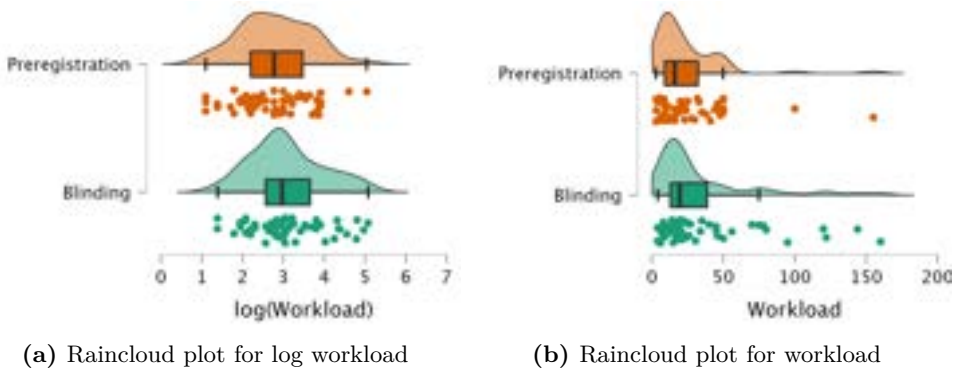 Preregistration
Blinding
0 1 2 3 4 5 6 7
log(Workload)
(a) Raincloud plot for log workload
Preregistration
Blinding
0 50 100 150 200
Workload
(b) Raincloud plot for workload